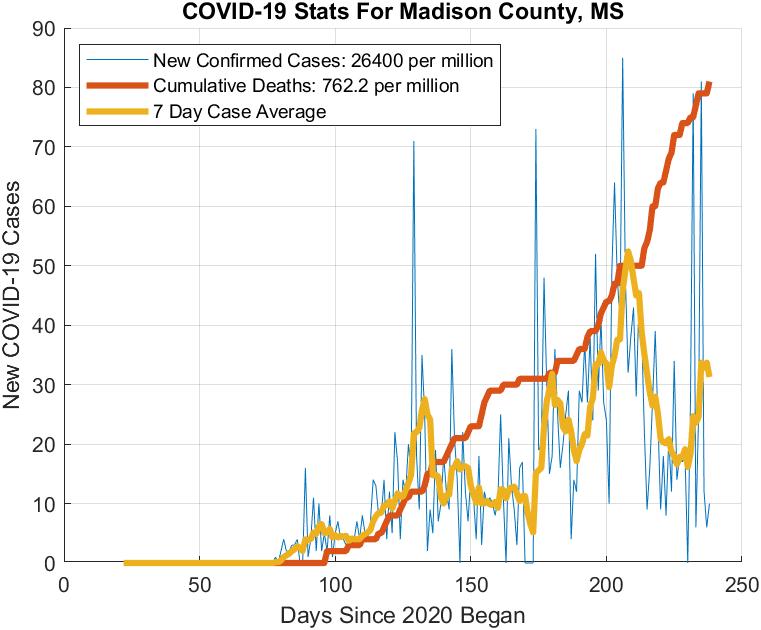 COVID-19 Stats For Madison County, MS
New Confirmed Cases: 26400 per million
Cumulative Deaths: 762.2 per million
7 Day Case Average
New COVID-19 Cases
90
80
70
60
50
40
30
20
10
0
0 50 100 150 200 250
Days Since 2020 Began